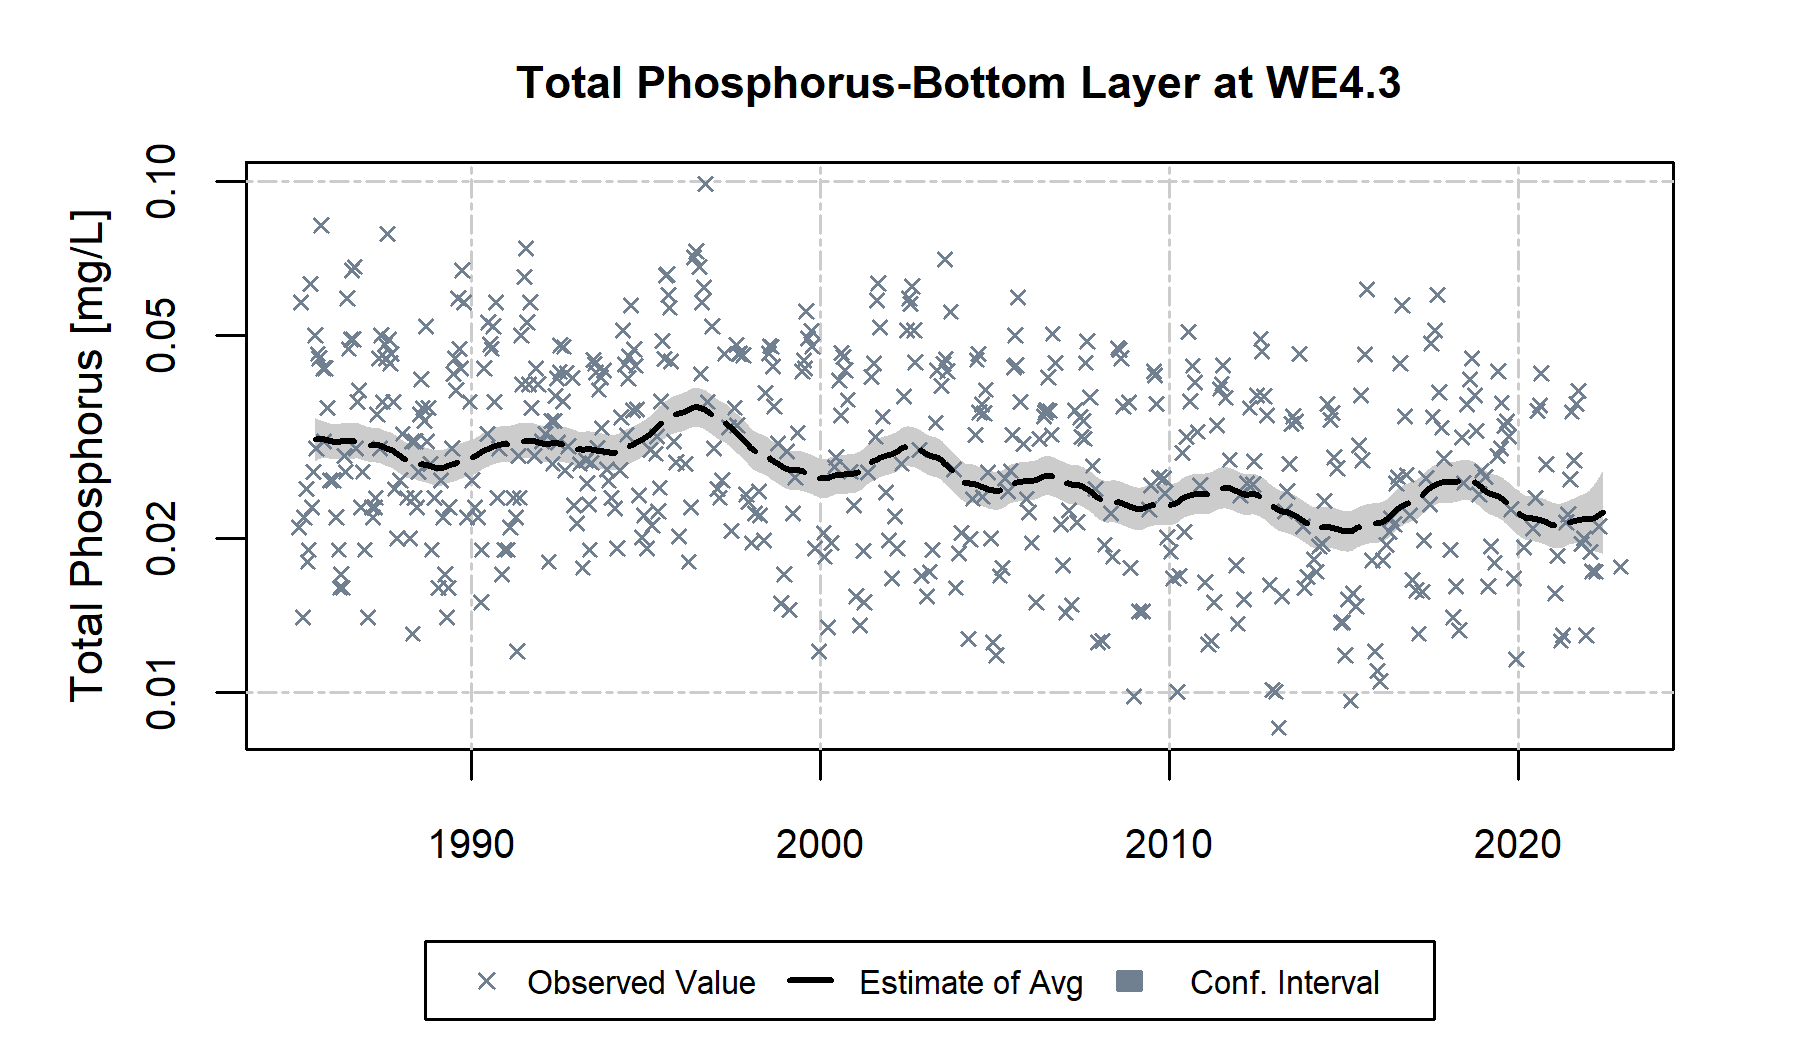 Total Phosphorus-Bottom Layer at WE4.3
Total Phosphorus [mg/L]
0.10
0.05
0.02
0.01
1990 2000 2010 2020
Observed Value Estimate of Avg Conf. Interval